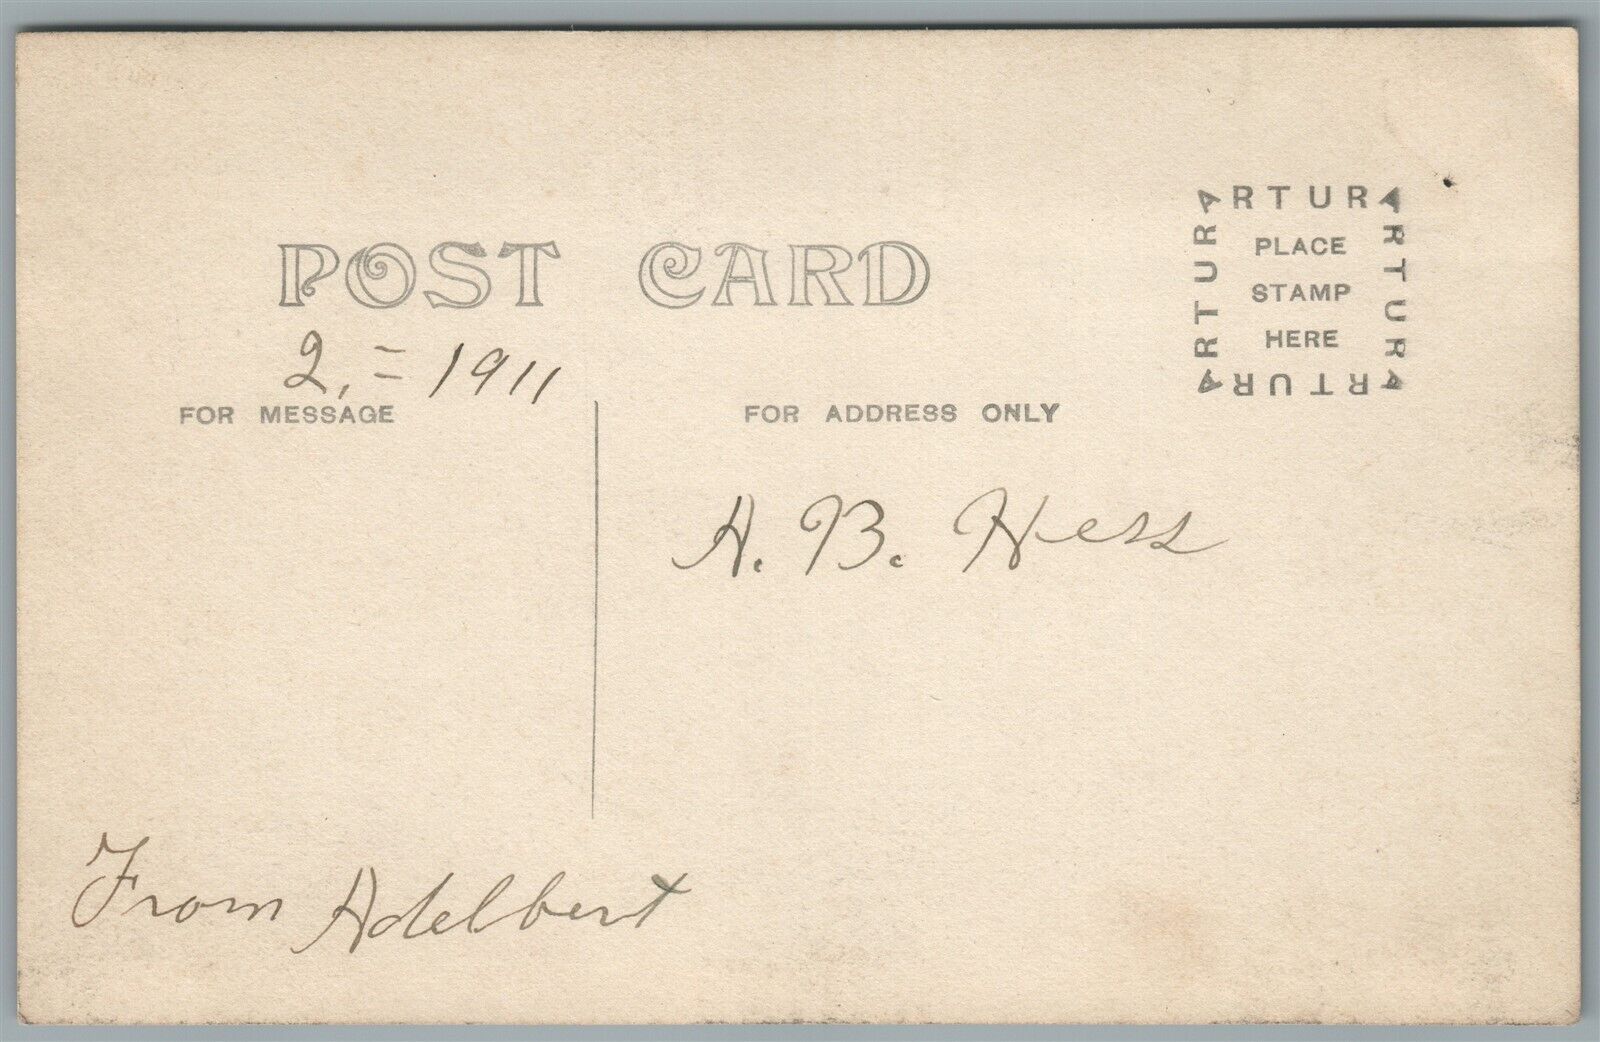 POST CARD
ARTURA
ARTURA
ARTURA
ARTURA
PLACE
STAMP
HERE
2, = 1911
FOR MESSAGE
FOR ADDRESS ONLY
A. B. Hess
From Adelbert